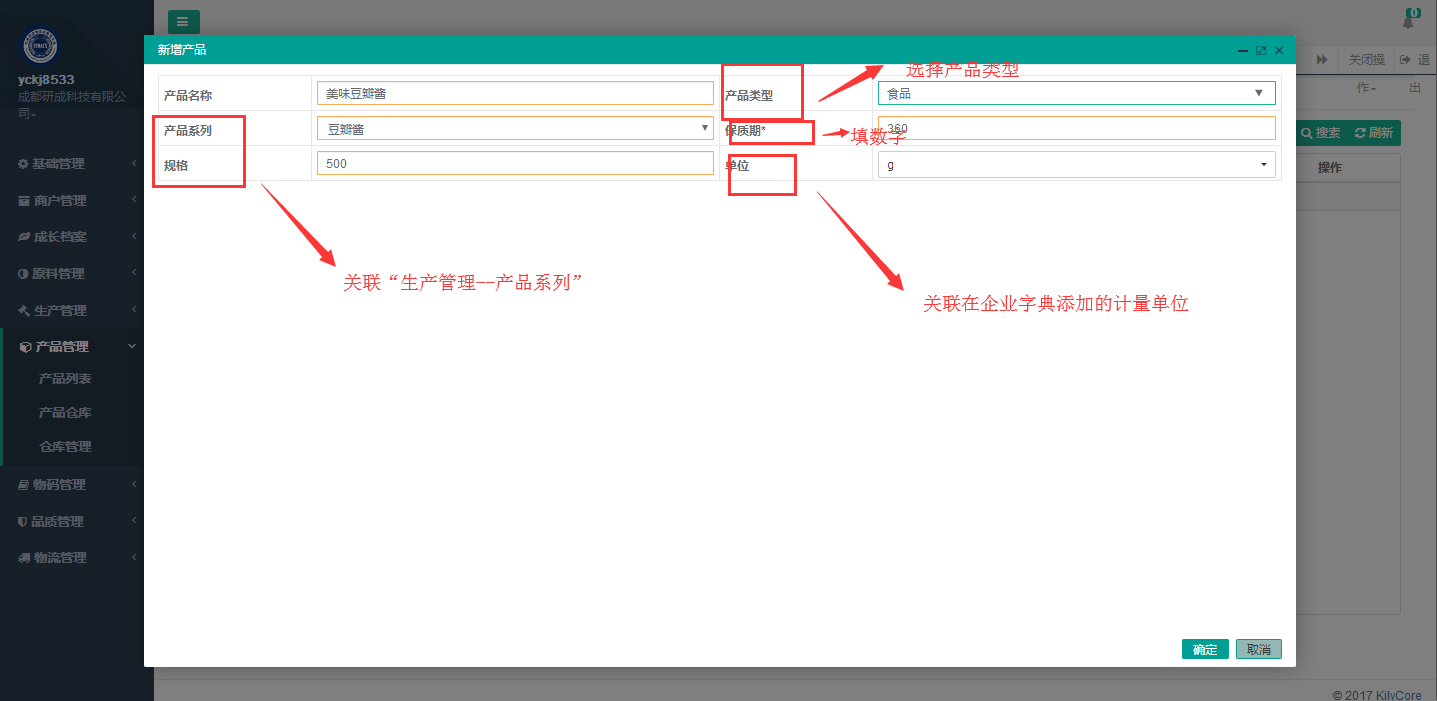 0
yckj8533
成都研成科技有限公
司
基础管理
商户管理
成长档案
原料管理
生产管理
产品管理
产品列表
产品仓库
仓库管理
物码管理
品质管理
物流管理
关闭操
作
退
出
搜索 刷新
操作
新增产品
产品名称 美味豆瓣酱 产品类型 食品
选择产品类型
产品系列 豆瓣酱 保质期* 360
填数字
规格 500 单位 g
关联“生产管理--产品系列”
关联在企业字典添加的计量单位
确定 取消
© 2017 KilyCore